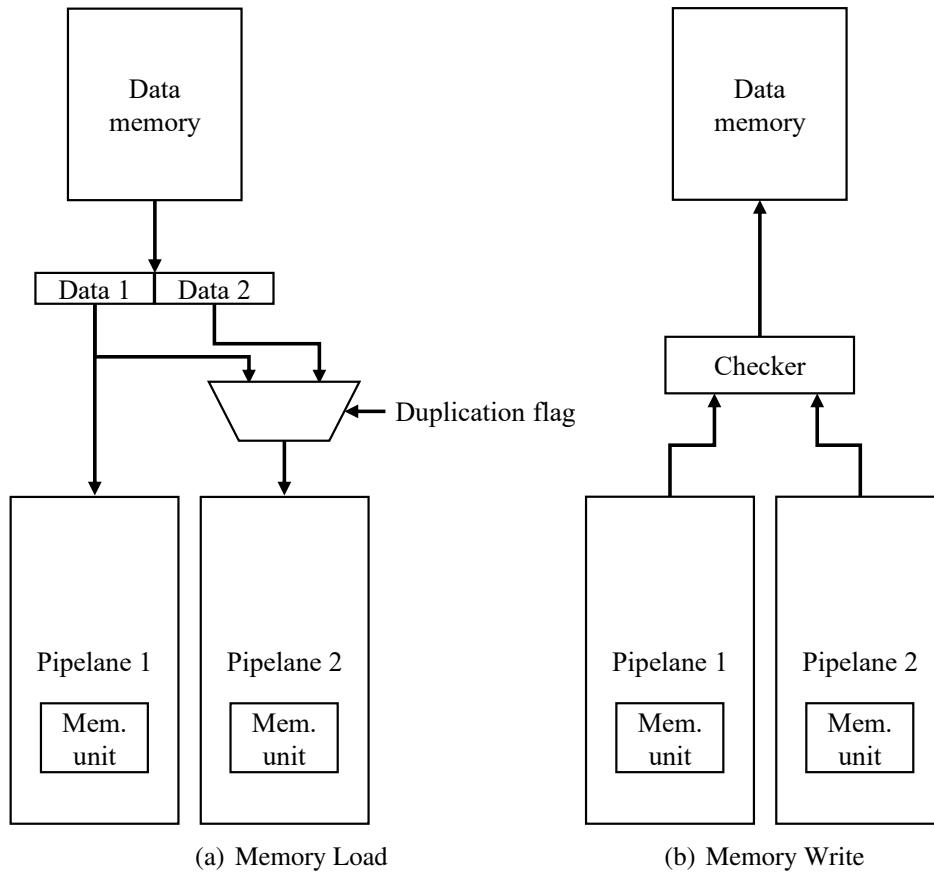 Data
memory
Data 1
Data 2
Duplication flag
Pipelane 1
Mem.
unit
Pipelane 2
Mem.
unit
(a) Memory Load
Data
memory
Checker
Pipelane 1
Mem.
unit
Pipelane 2
Mem.
unit
(b) Memory Write